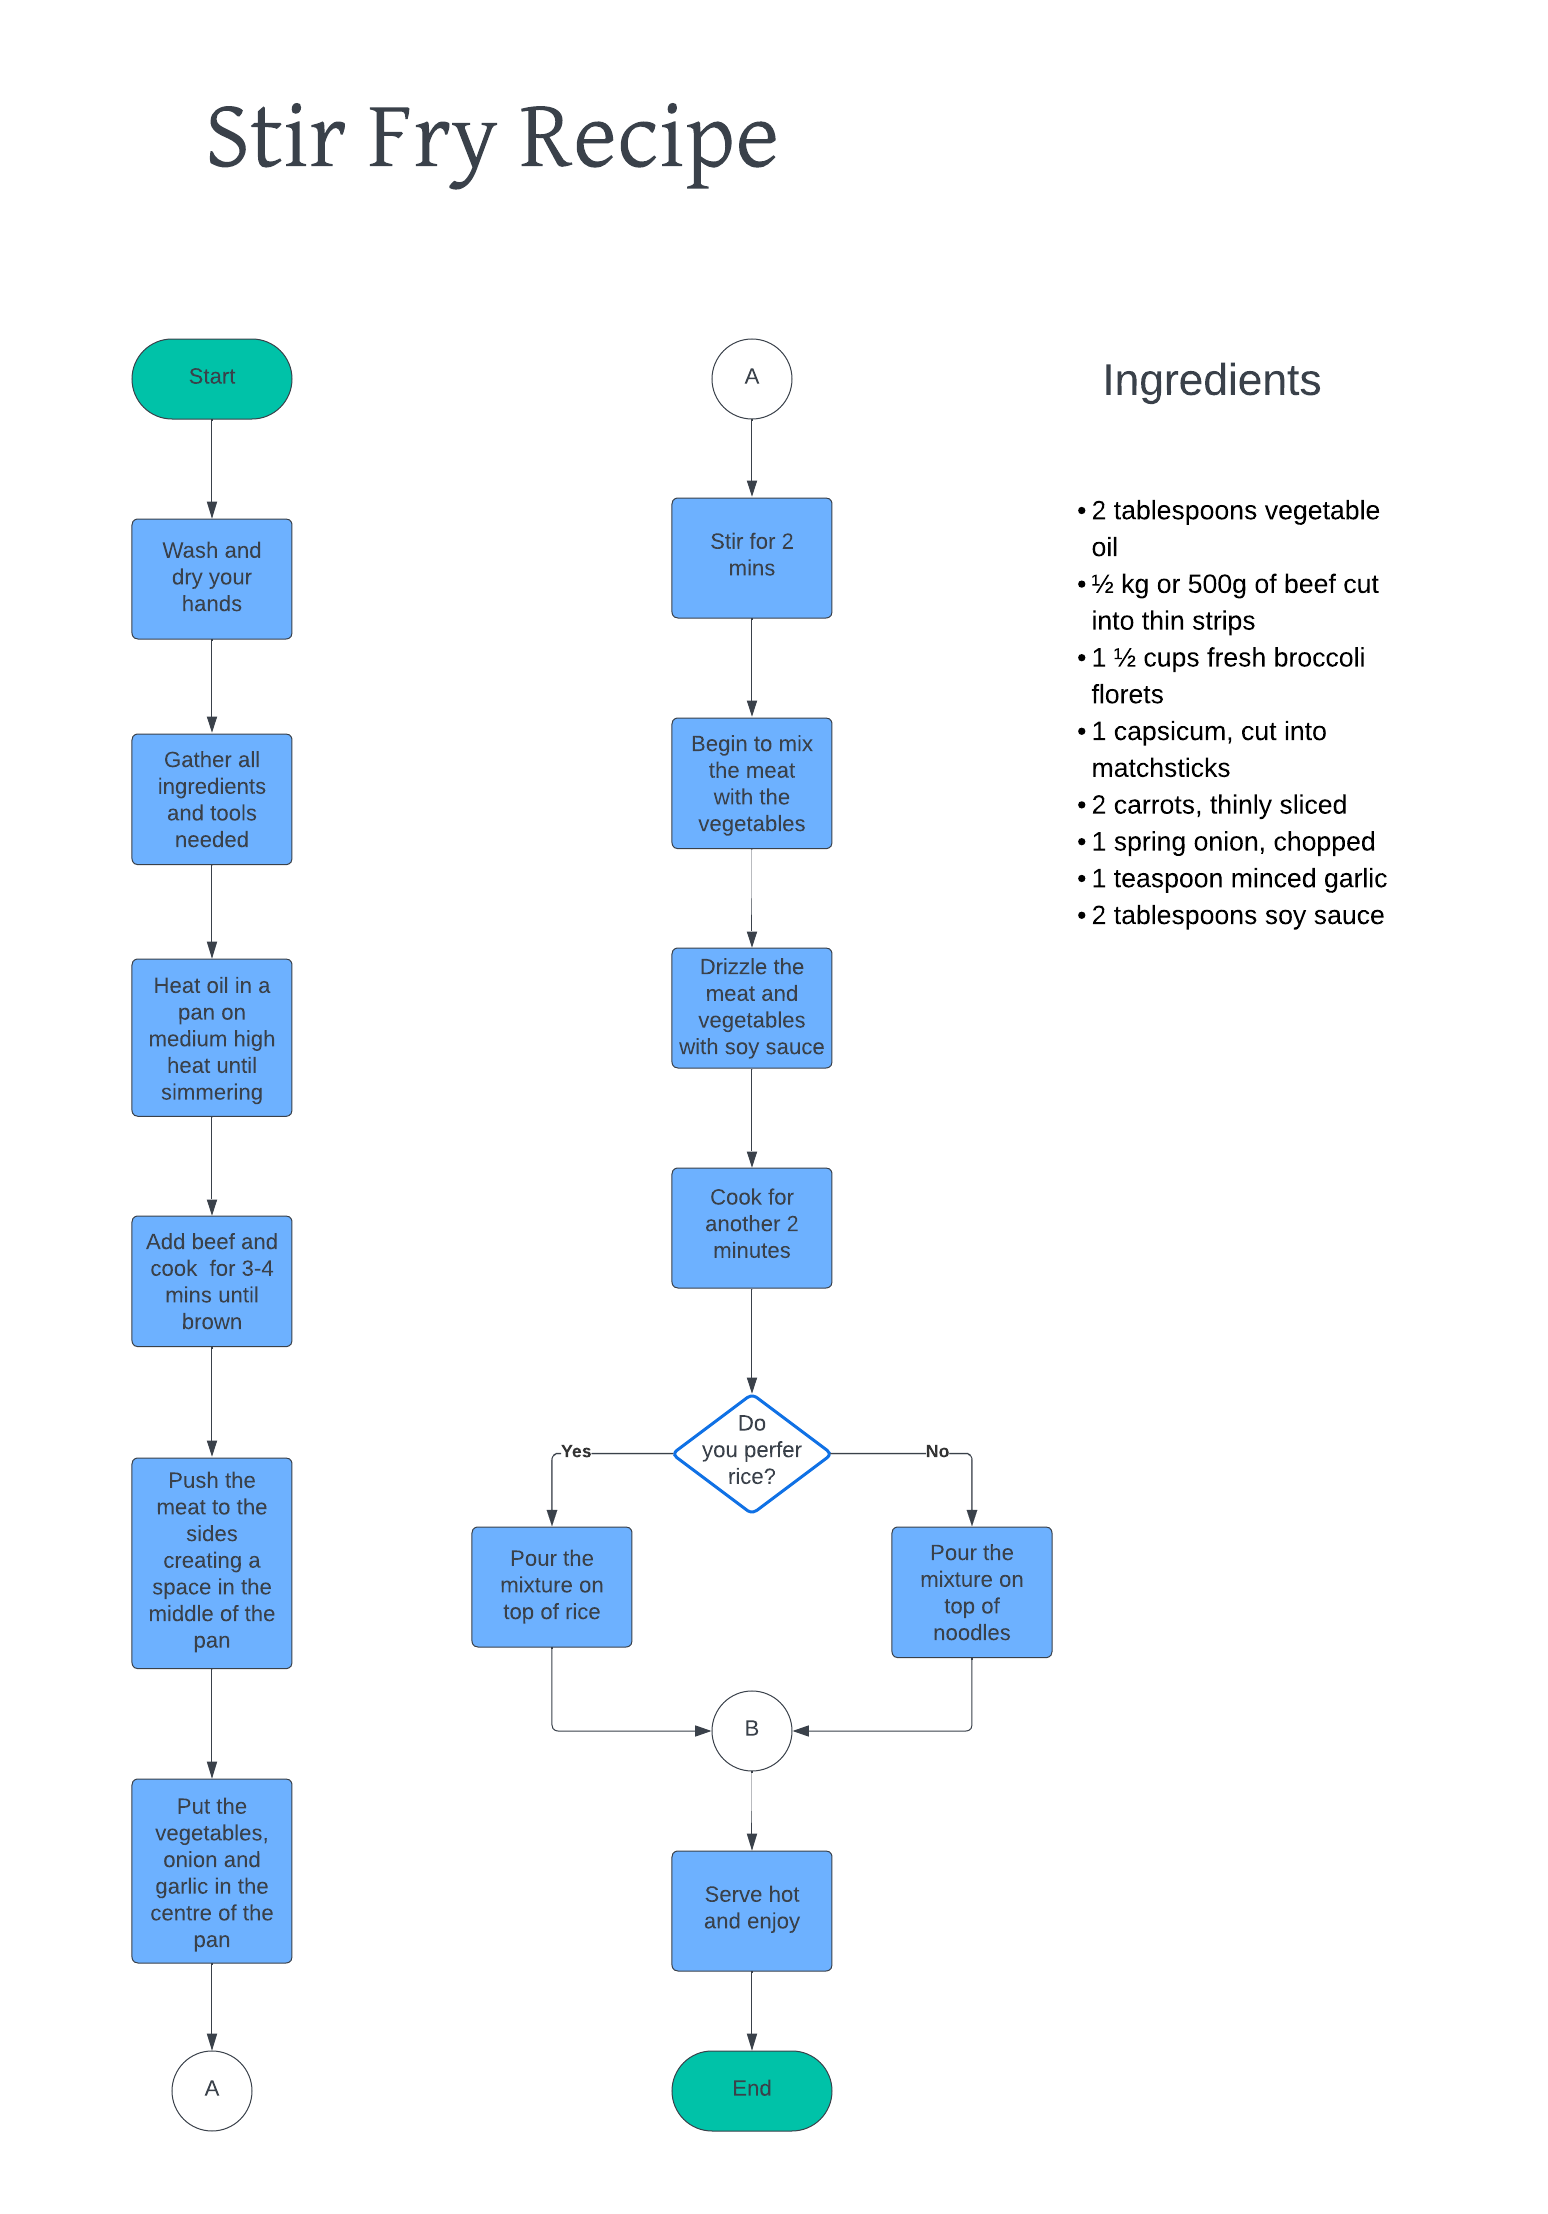 Stir Fry Recipe
Start
Wash and
dry your
hands
Gather all
ingredients
and tools
needed
Heat oil in a
pan on
medium high
heat until
simmering
Add beef and
cook  for 3-4
mins until
brown
Push the
meat to the
sides
creating a
space in the
middle of the
pan
Put the
vegetables,
onion and
garlic in the
centre of the
pan
A
A
Stir for 2
mins
Begin to mix
the meat
with the
vegetables
Drizzle the
meat and
vegetables
with soy sauce
Cook for
another 2
minutes
Do
you perfer
rice?
Yes
No
Pour the
mixture on
top of rice
Pour the
mixture on
top of
noodles
B
Serve hot
and enjoy
End
Ingredients
• 2 tablespoons vegetable
oil
• ½ kg or 500g of beef cut
into thin strips
• 1 ½ cups fresh broccoli
florets
• 1 capsicum, cut into
matchsticks
• 2 carrots, thinly sliced
• 1 spring onion, chopped
• 1 teaspoon minced garlic
• 2 tablespoons soy sauce